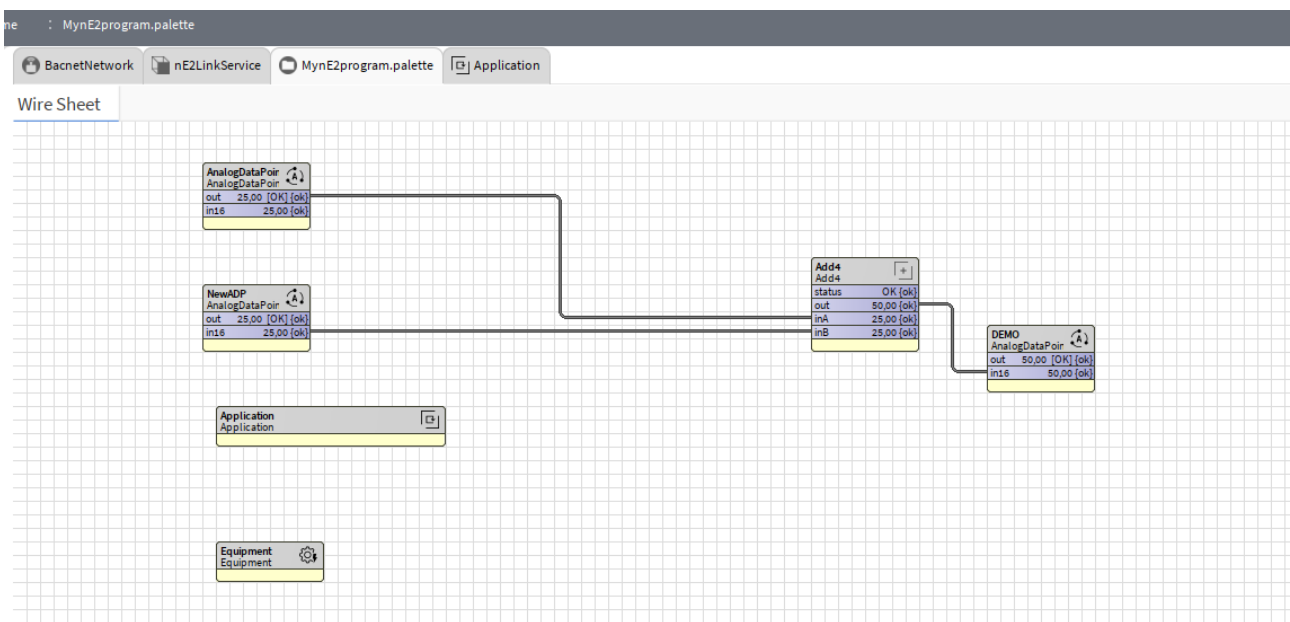 me : MynE2program.palette
BacnetNetwork nE2LinkService MynE2program.palette Application
Wire Sheet
AnalogDataPoir
AnalogDataPoir
out 25,00 [OK] {ok}
in16 25,00 {ok}
NewADP
AnalogDataPoir
out 25,00 [OK] {ok}
in16 25,00 {ok}
Add4
Add4
status OK {ok}
out 50,00 {ok}
inA 25,00 {ok}
inB 25,00 {ok}
DEMO
AnalogDataPoir
out 50,00 [OK] {ok}
in16 50,00 {ok}
Application
Application
Equipment
Equipment